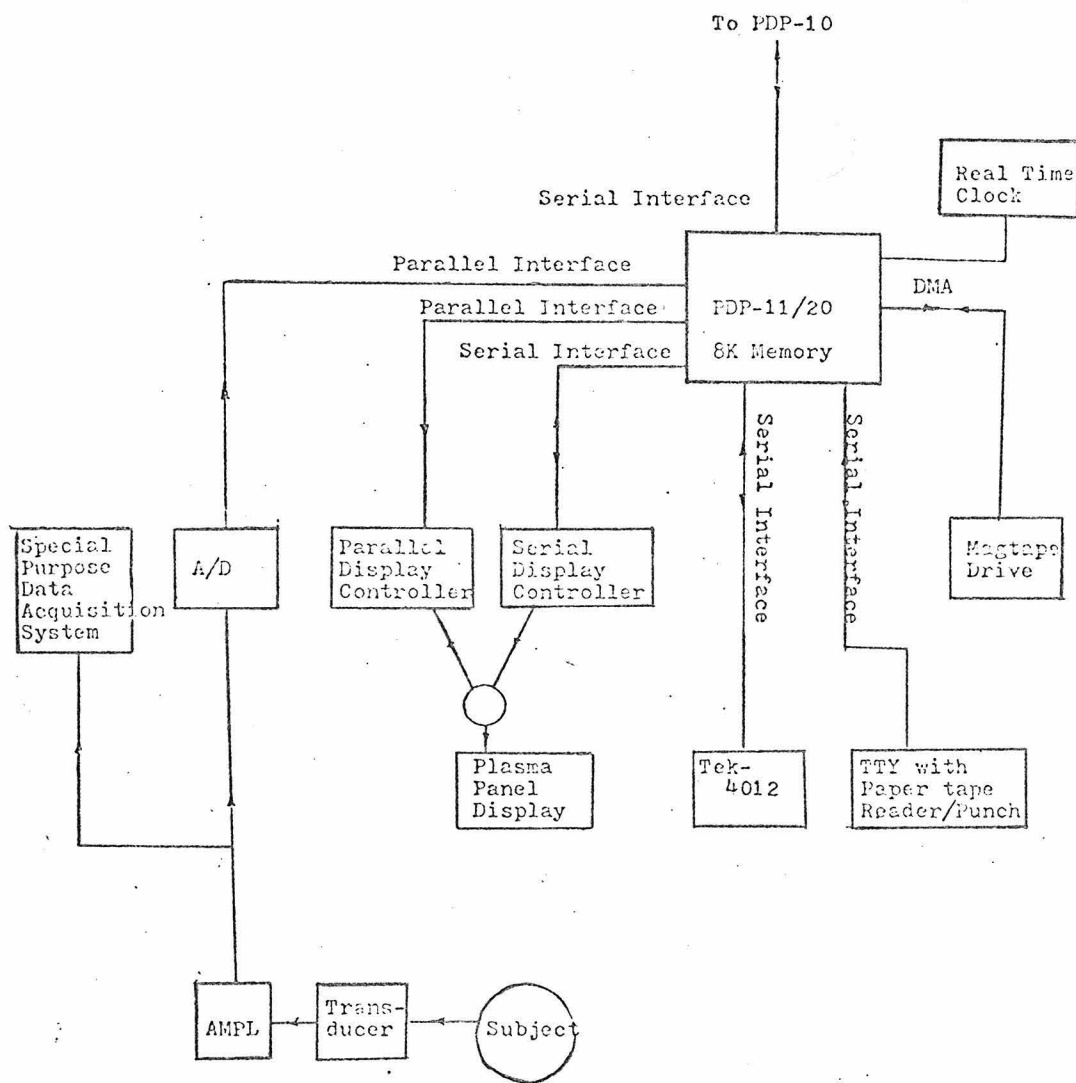 To PDP-10
Real Time
Clock
Serial Interface
Parallel Interface
DMA
Parallel Interface
PDP-11/20
Serial Interface
8K Memory
Serial Interface
Serial Interface
Special
Purpose
Data
Acquisition
System
A/D
Parallel
Display
Controller
Serial
Display
Controller
Magtape
Drive
Plasma
Panel
Display
Tek-
4012
TTY with
Paper tape
Reader/Punch
AMPL
Trans-
ducer
Subject